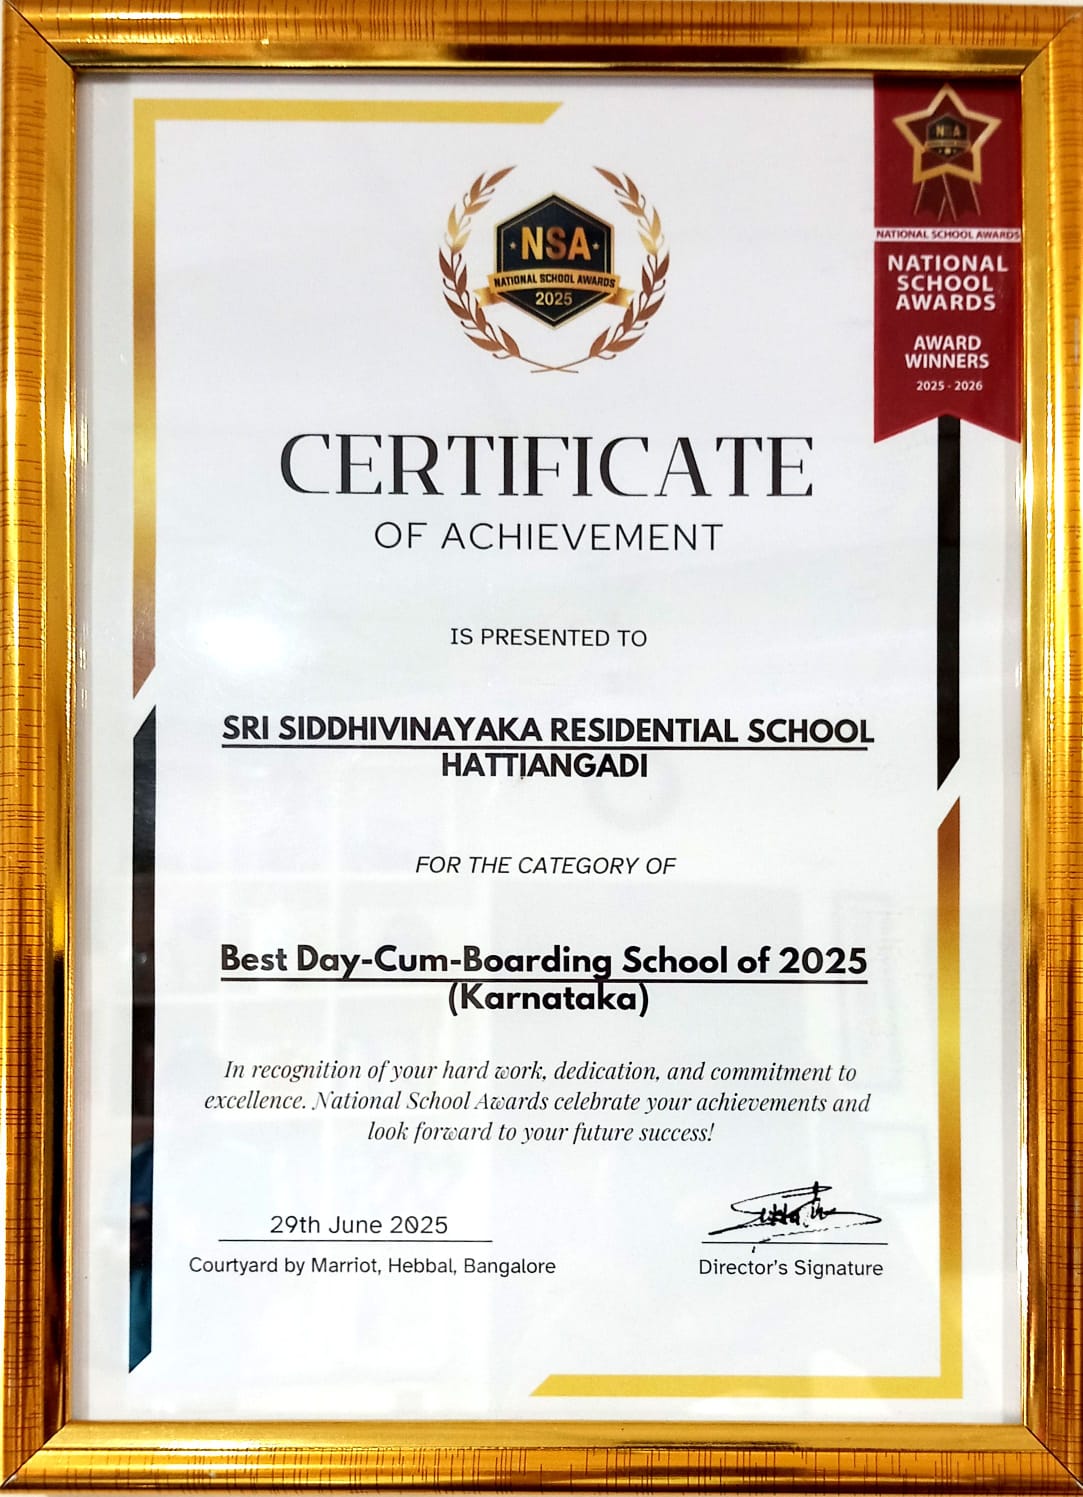 NSA
NATIONAL SCHOOL AWARDS
2025
NSA
NATIONAL SCHOOL AWARDS
NATIONAL
SCHOOL
AWARDS
AWARD
WINNERS
2025 - 2026
CERTIFICATE
OF ACHIEVEMENT
IS PRESENTED TO
SRI SIDDHIVINAYAKA RESIDENTIAL SCHOOL
HATTIANGADI
FOR THE CATEGORY OF
Best Day-Cum-Boarding School of 2025
(Karnataka)
In recognition of your hard work, dedication, and commitment to
excellence. National School Awards celebrate your achievements and
look forward to your future success!
29th June 2025
Courtyard by Marriot, Hebbal, Bangalore
Director's Signature